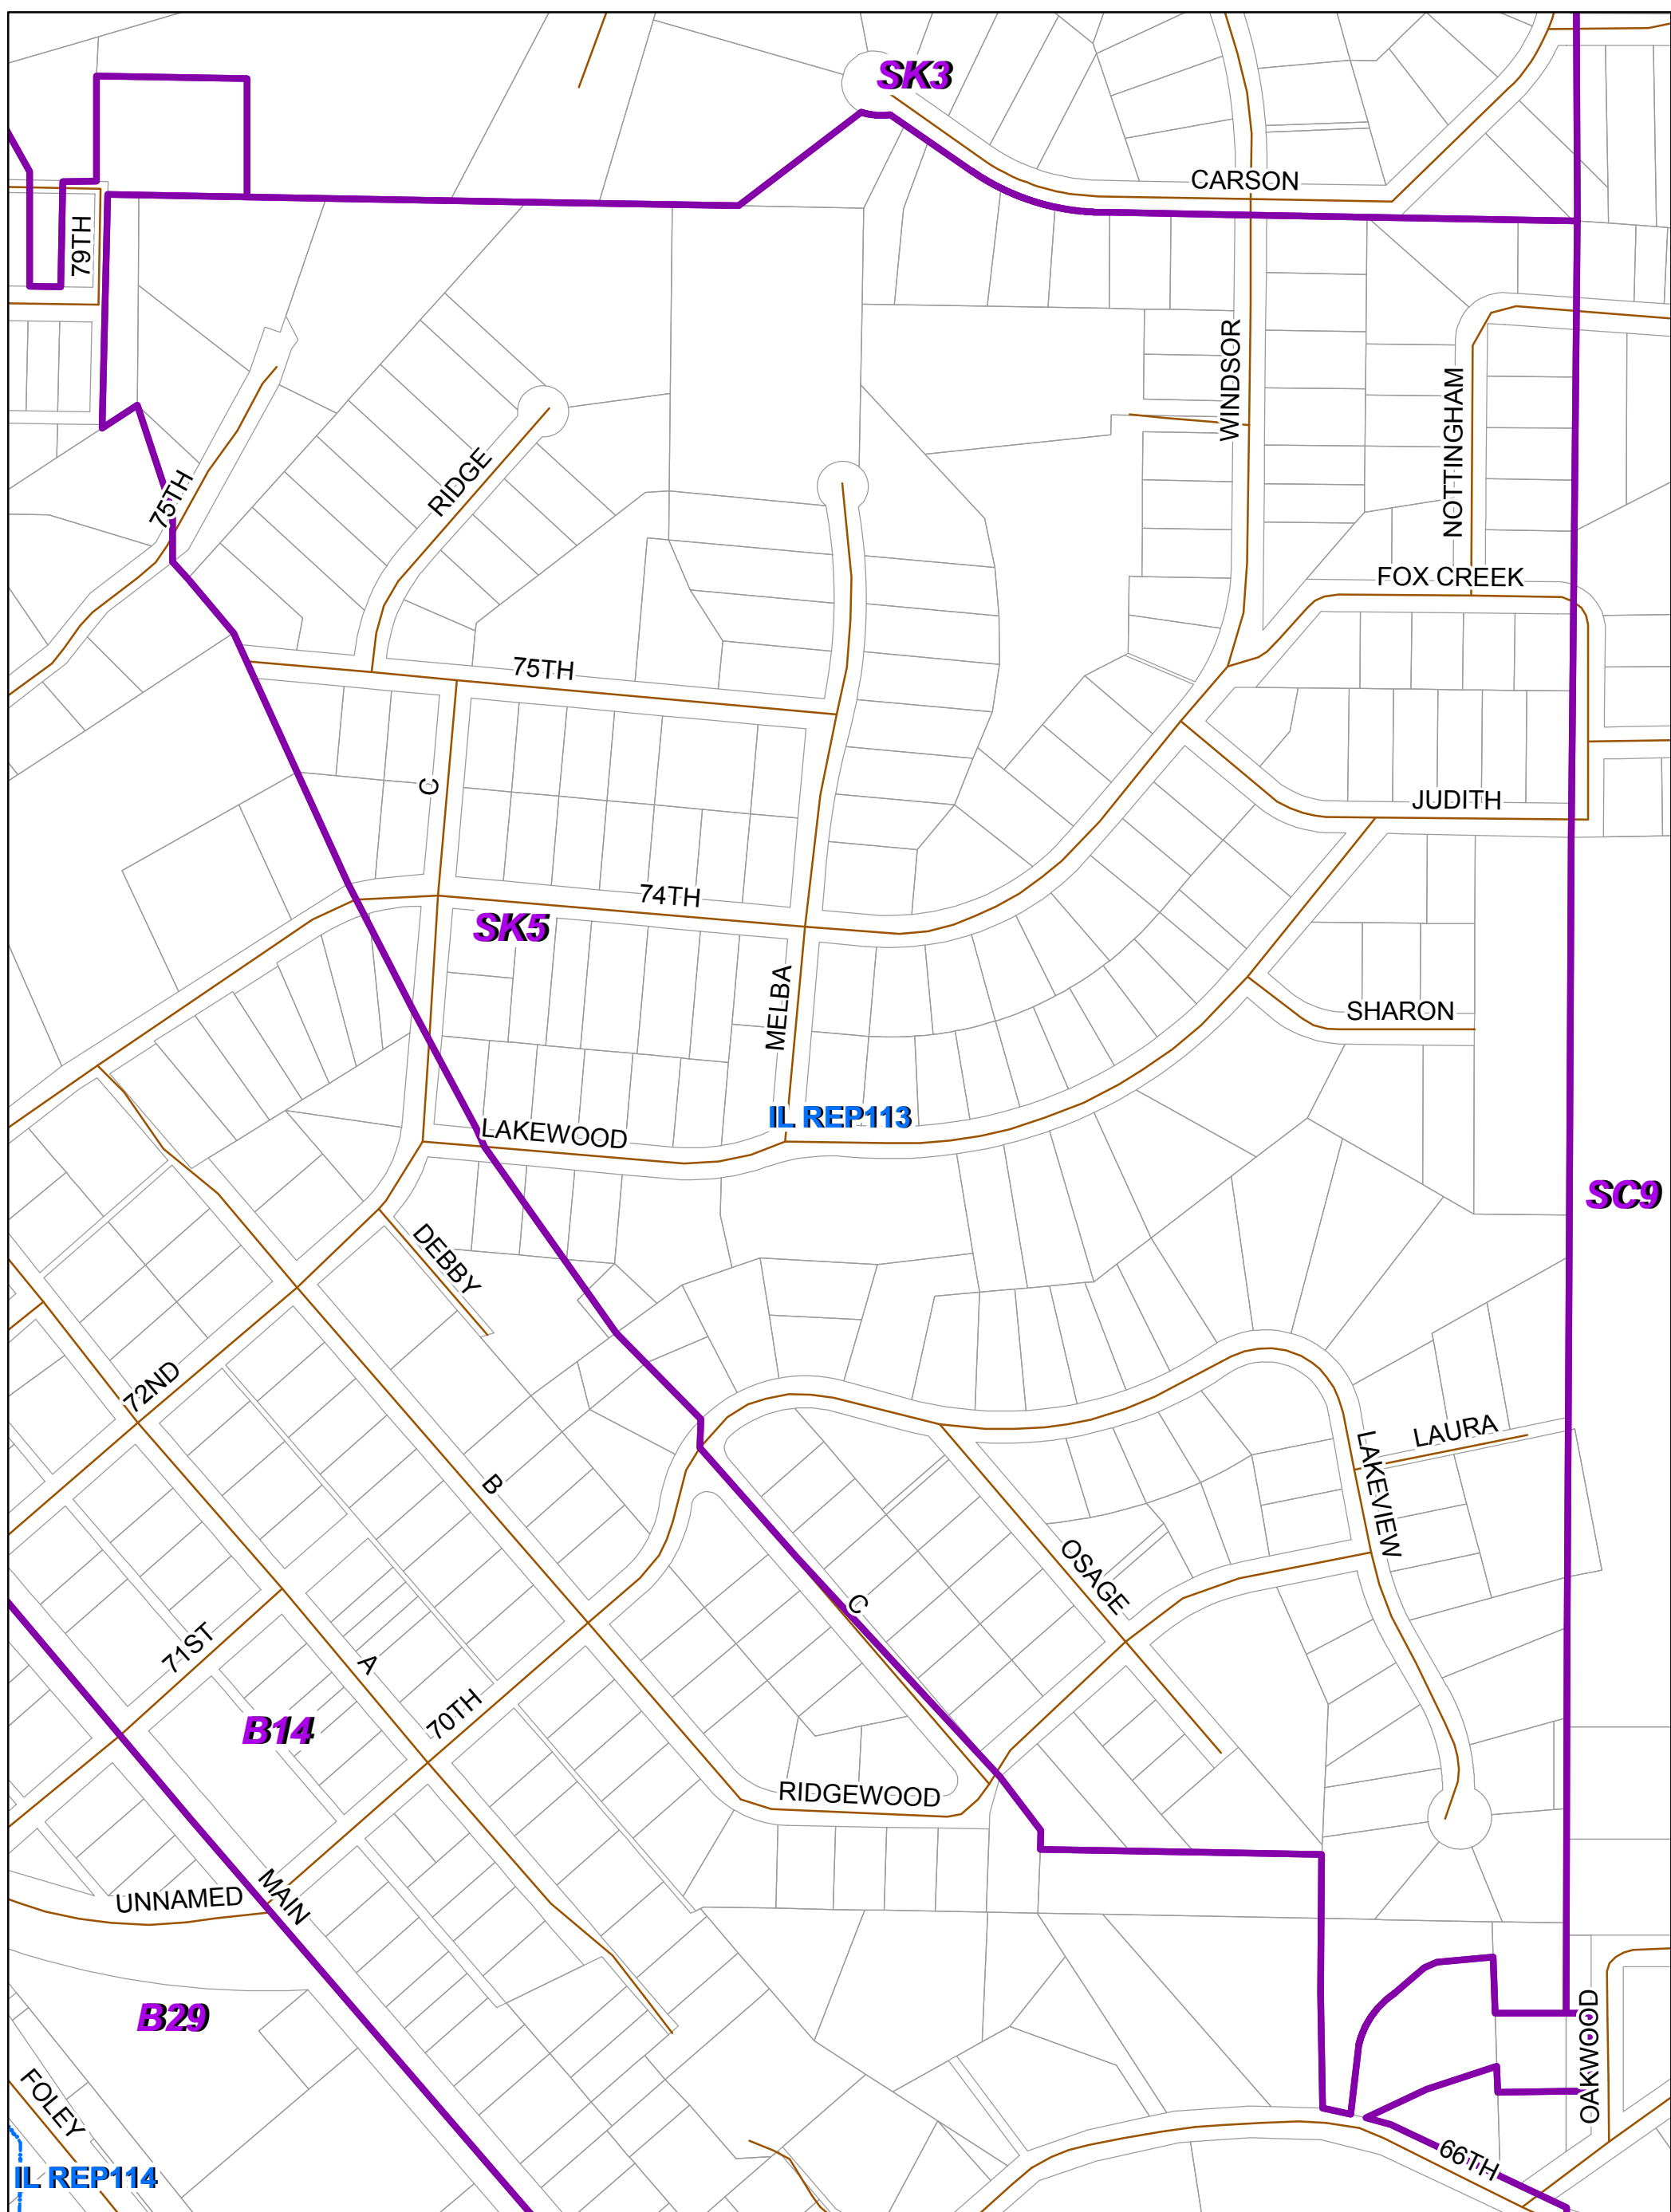 SK3
CARSON
79TH
WINDSOR
NOTTINGHAM
75TH
RIDGE
FOX CREEK
75TH
C
JUDITH
74TH
SK5
MELBA
SHARON
IL REP113
LAKEWOOD
SC9
DEBBY
72ND
LAURA
LAKEVIEW
B
OSAGE
C
71ST
A
70TH
B14
RIDGEWOOD
UNNAMED
MAIN
B29
OAKWOOD
FOLEY
66TH
IL REP114